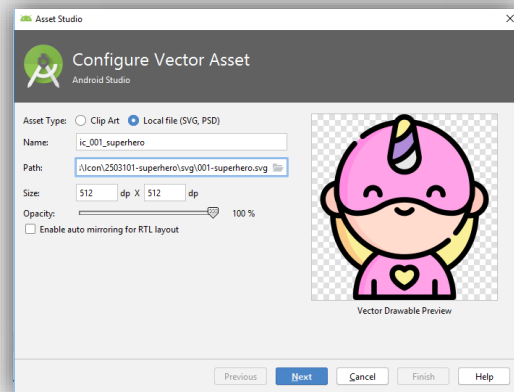 Asset Studio
Configure Vector Asset
Android Studio
Asset Type: Clip Art Local file (SVG, PSD)
Name: ic_001_superhero
Path: \Icon\2503101-superhero\svg\001-superhero.svg
Size: 512 dp X 512 dp
Opacity: 100 %
Enable auto mirroring for RTL layout
Vector Drawable Preview
Previous Next Cancel Finish Help